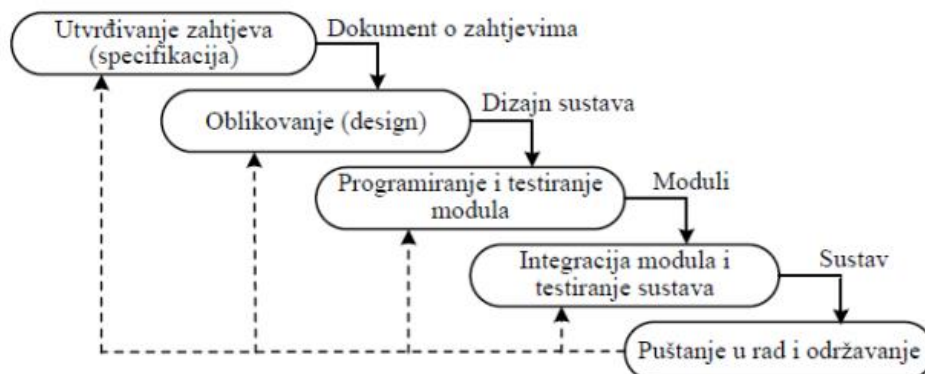 Utvrđivanje zahtjeva
(specifikacija)
Dokument o zahtjevima
Oblikovanje (design)
Dizajn sustava
Programiranje i testiranje
modula
Moduli
Integracija modula i
testiranje sustava
Sustav
Puštanje u rad i održavanje